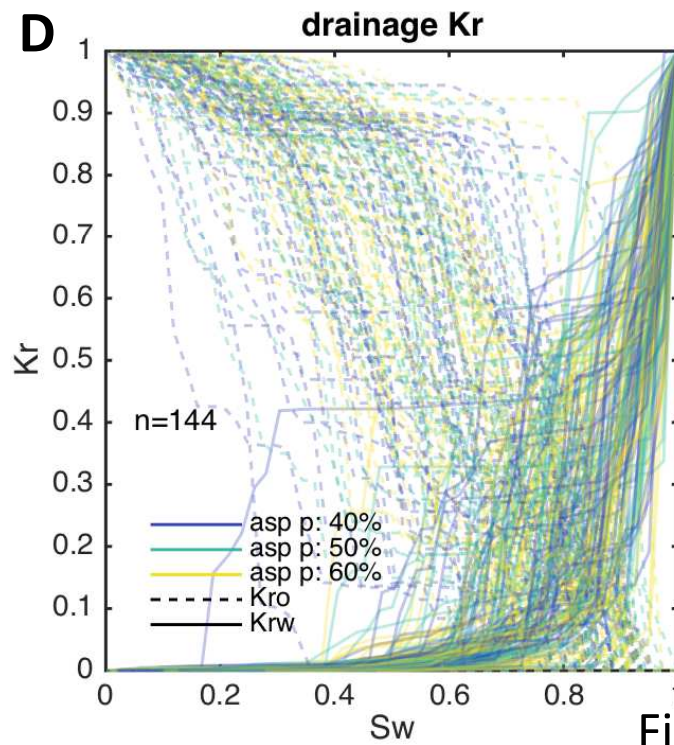 D
drainage Kr
1
0.9
0.8
0.7
0.6
0.5
0.4
0.3
0.2
0.1
0
Kr
n=144
asp p: 40%
asp p: 50%
asp p: 60%
Kro
Krw
0 0.2 0.4 0.6 0.8
Sw
Fi